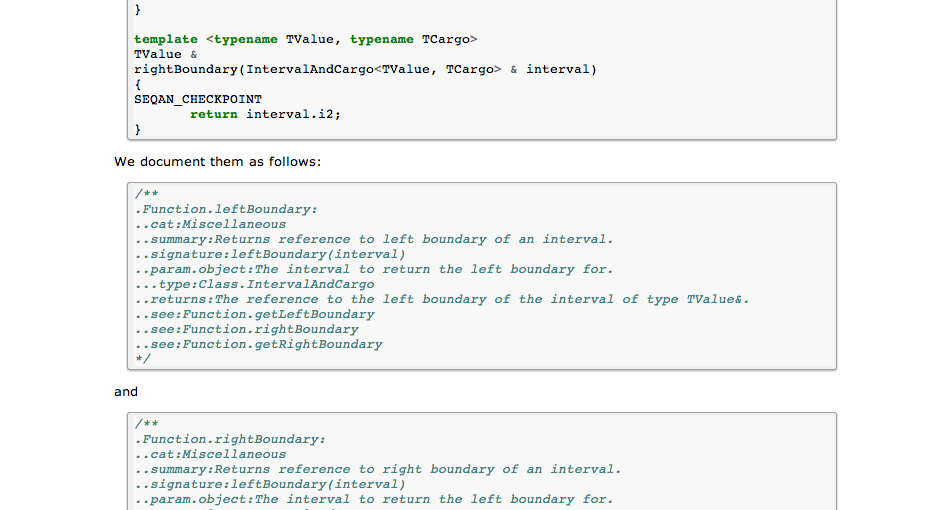 }
template <typename TValue, typename TCargo>
TValue &
rightBoundary(IntervalAndCargo<TValue, TCargo> & interval)
{
SEQAN_CHECKPOINT
return interval.i2;
}
We document them as follows:
/**
.Function.leftBoundary:
..cat:Miscellaneous
..summary:Returns reference to left boundary of an interval.
..signature:leftBoundary(interval)
..param.object:The interval to return the left boundary for.
...type:Class.IntervalAndCargo
..returns:The reference to the left boundary of the interval of type TValue&.
..see:Function.getLeftBoundary
..see:Function.rightBoundary
..see:Function.getRightBoundary
*/
and
/**
.Function.rightBoundary:
..cat:Miscellaneous
..summary:Returns reference to right boundary of an interval.
..signature:leftBoundary(interval)
..param.object:The interval to return the left boundary for.